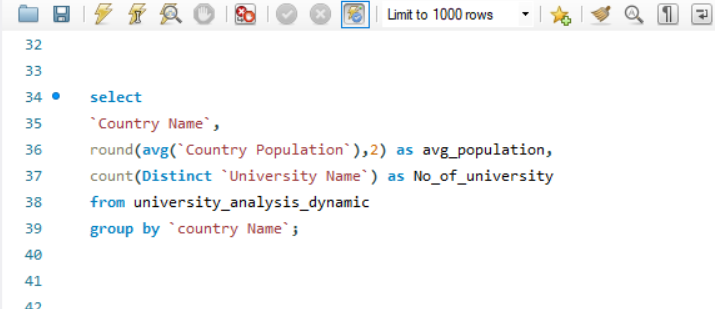 Limit to 1000 rows
32
33
34 select
35 `Country Name`,
36 round(avg(`Country Population`),2) as avg_population,
37 count(Distinct `University Name`) as No_of_university
38 from university_analysis_dynamic
39 group by `country Name`;
40
41
42